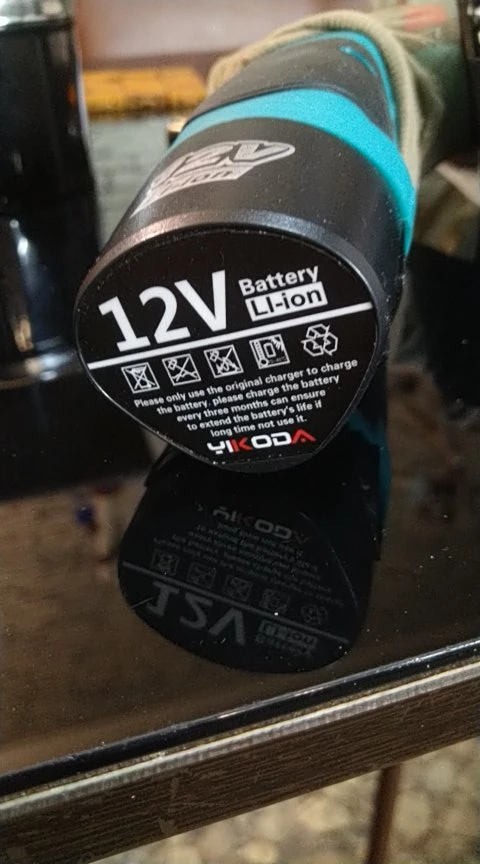 12V Battery
LI-ion
Please only use the original charger to charge
the battery. please charge the battery
every three months can ensure
to extend the battery's life if
long time not use it.
YIKODA